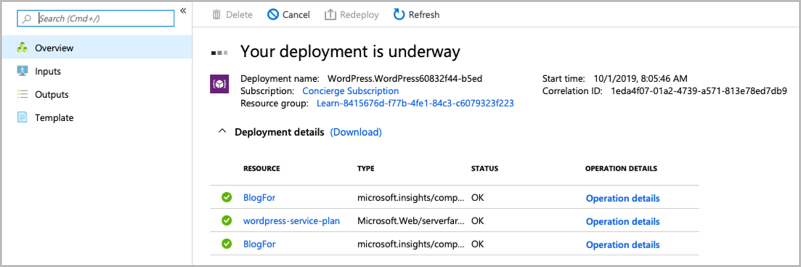 Search (Cmd+/)
«
Delete Cancel Redeploy Refresh
Overview
Inputs
Outputs
Template
Your deployment is underway
Deployment name: WordPress.WordPress60832f44-b5ed
Subscription: Concierge Subscription
Resource group: Learn-8415676d-f77b-4fe1-84c3-c6079323f223
Start time: 10/1/2019, 8:05:46 AM
Correlation ID: 1eda4f07-01a2-4739-a571-813e78ed7db9
Deployment details (Download)
RESOURCE TYPE STATUS OPERATION DETAILS
BlogFor microsoft.insights/comp... OK Operation details
wordpress-service-plan Microsoft.Web/serverfar... OK Operation details
BlogFor microsoft.insights/comp... OK Operation details